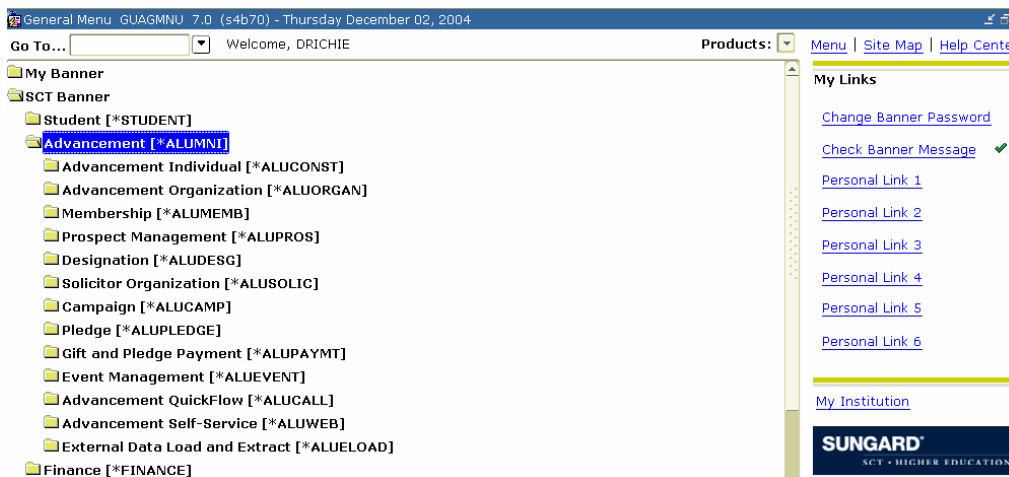 General Menu GUAGMNU 7.0 (s4b70) - Thursday December 02, 2004
Go To... Welcome, DRICHIE Products: Menu | Site Map | Help Cente
My Banner
SCT Banner
Student [*STUDENT]
Advancement [*ALUMNI]
Advancement Individual [*ALUCONST]
Advancement Organization [*ALUORGAN]
Membership [*ALUMEMB]
Prospect Management [*ALUPROS]
Designation [*ALUDESG]
Solicitor Organization [*ALUSOLIC]
Campaign [*ALUCAMP]
Pledge [*ALUPLEDGE]
Gift and Pledge Payment [*ALUPAYMT]
Event Management [*ALUEVENT]
Advancement QuickFlow [*ALUCALL]
Advancement Self-Service [*ALUWEB]
External Data Load and Extract [*ALUELOAD]
Finance [*FINANCE]
My Links
Change Banner Password
Check Banner Message
Personal Link 1
Personal Link 2
Personal Link 3
Personal Link 4
Personal Link 5
Personal Link 6
My Institution
SUNGARD®
SCT • HIGHER EDUCATION